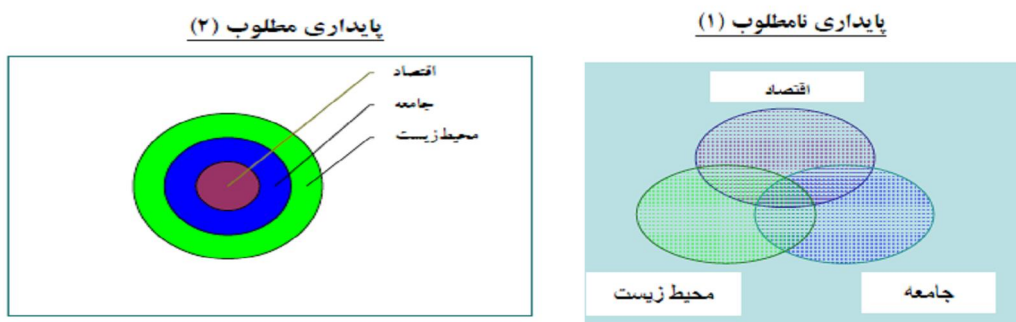 پایداری نامطلوب (۱)
اقتصاد
محیط زیست
جامعه
پایداری مطلوب (۲)
اقتصاد
جامعه
محیط زیست